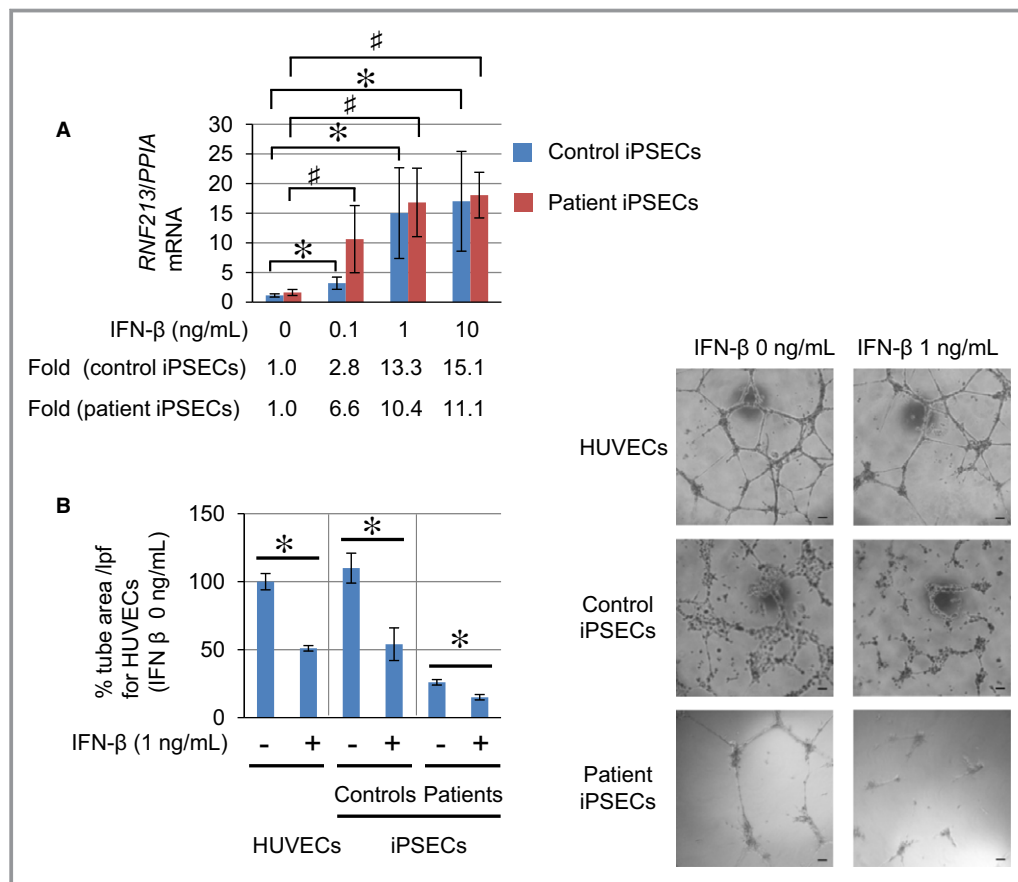 ♯
*
♯
*
♯
*
A
RNF213/PPIA
mRNA
30
25
20
15
10
5
0
Control iPSECs
Patient iPSECs
IFN-β (ng/mL) 0 0.1 1 10
Fold (control iPSECs) 1.0 2.8 13.3 15.1
Fold (patient iPSECs) 1.0 6.6 10.4 11.1
B
% tube area /lpf
for HUVECs
(IFN β 0 ng/mL)
150
100
50
0
* * *
IFN-β (1 ng/mL) - + - + - +
Controls Patients
HUVECs iPSECs
IFN-β 0 ng/mL IFN-β 1 ng/mL
HUVECs
Control
iPSECs
Patient
iPSECs